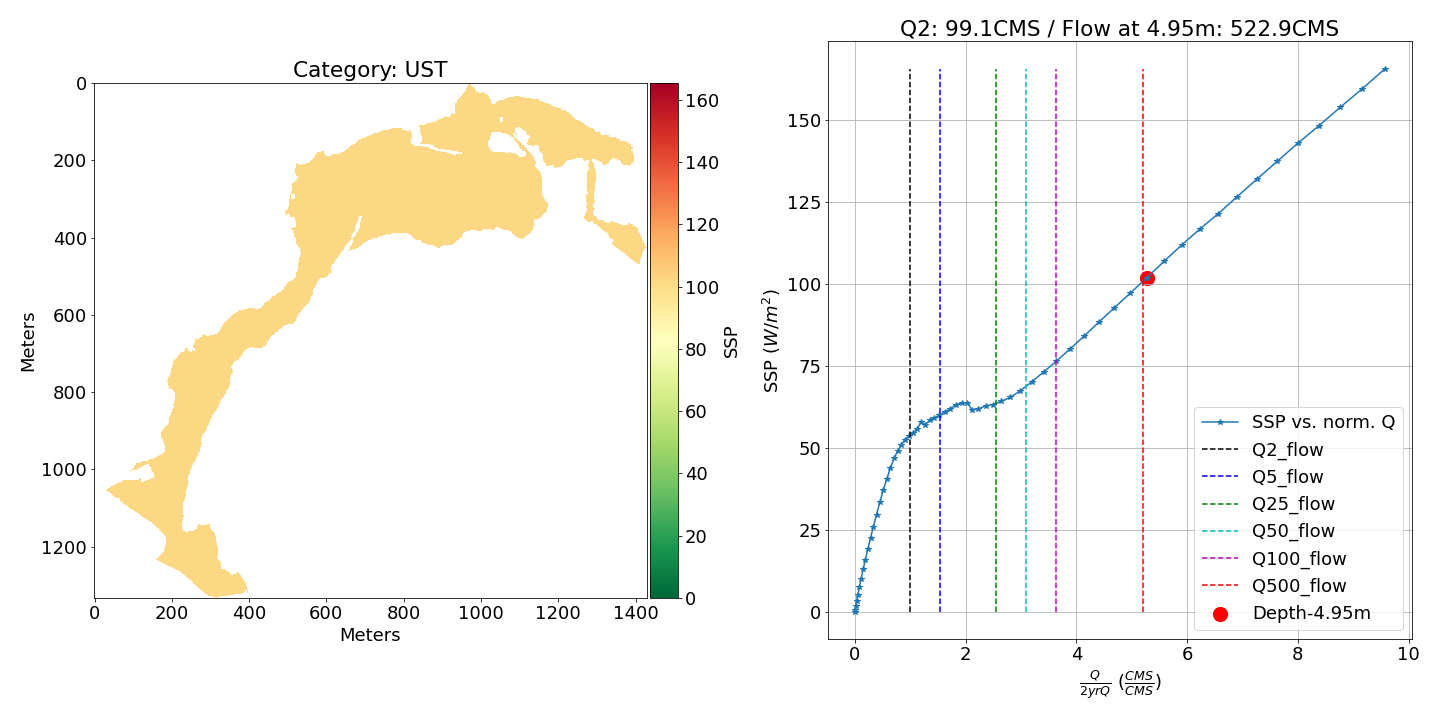 Category: UST
0
200
400
600
800
1000
1200
Meters
0
200
400
600
800
1000
1200
1400
Meters
160
140
120
100
80
60
40
20
0
SSP
Q2: 99.1CMS / Flow at 4.95m: 522.9CMS
150
125
100
75
50
25
0
SSP (W/m²)
0
2
4
6
8
10
Q/2yrQ (CMS/CMS)
SSP vs. norm. Q
Q2_flow
Q5_flow
Q25_flow
Q50_flow
Q100_flow
Q500_flow
Depth-4.95m